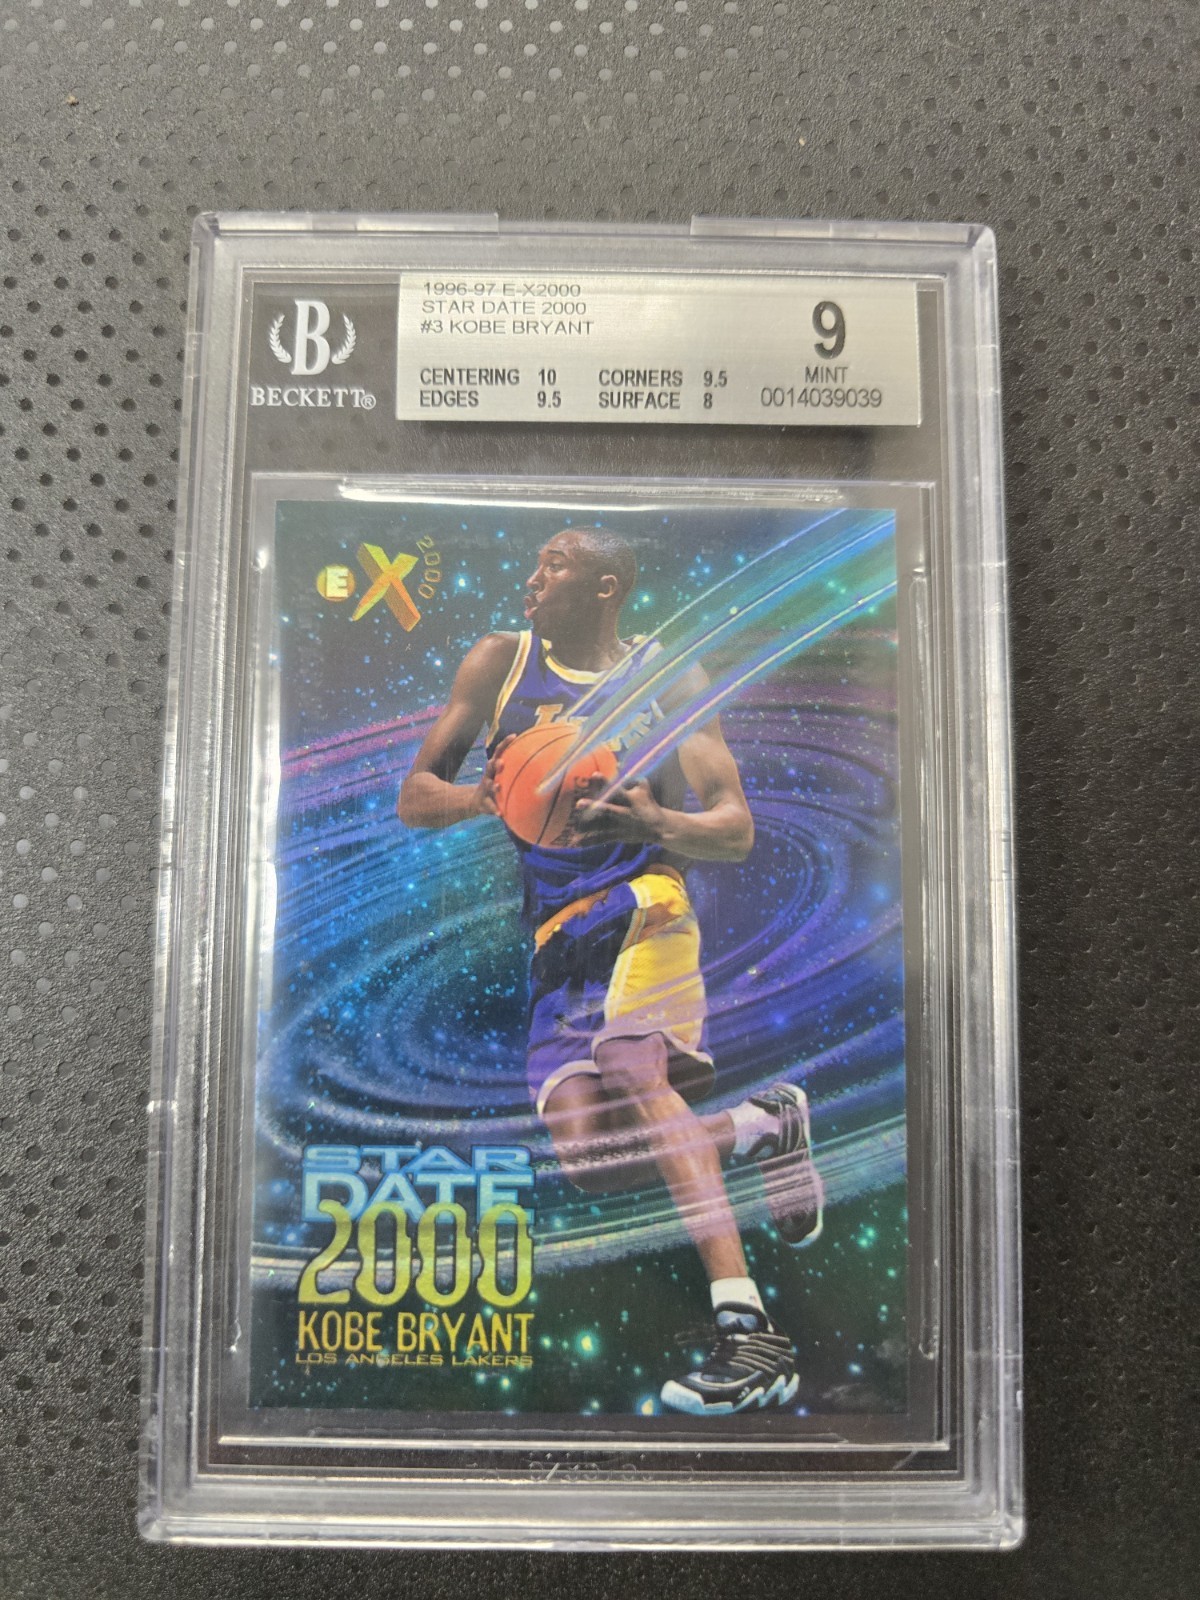 1996-97 E-X2000
STAR DATE 2000
#3 KOBE BRYANT
9
MINT
0014039039
CENTERING 10 CORNERS 9.5
EDGES 9.5 SURFACE 8
B
BECKETT®
E X 2000
STAR
DATE
2000
KOBE BRYANT
LOS ANGELES LAKERS